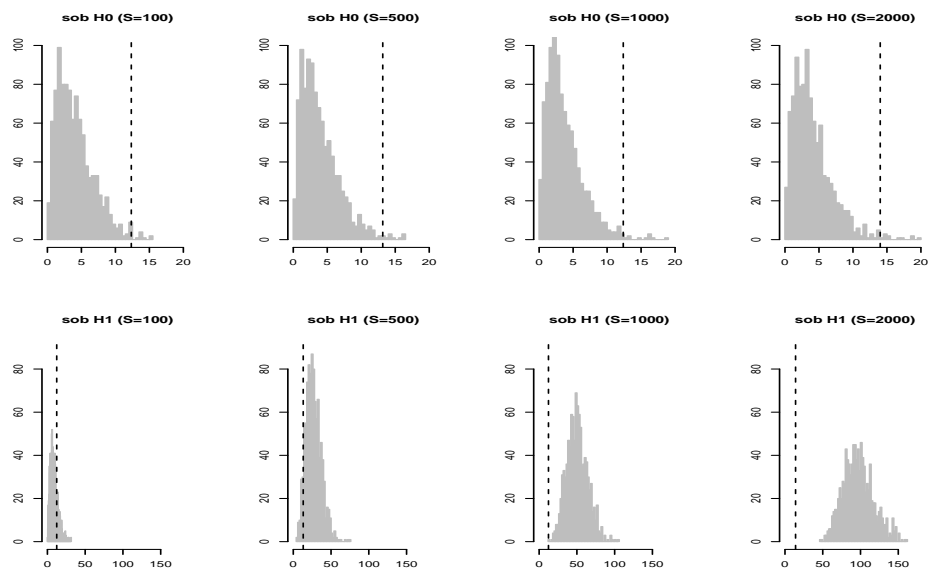 sob H0 (S=100)
sob H0 (S=500)
sob H0 (S=1000)
sob H0 (S=2000)
0 20 40 60 80 100
0 20 40 60 80 100
0 20 40 60 80 100
0 20 40 60 80 100
0 5 10 15 20
0 5 10 15 20
0 5 10 15 20
0 5 10 15 20
sob H1 (S=100)
sob H1 (S=500)
sob H1 (S=1000)
sob H1 (S=2000)
0 20 40 60 80
0 20 40 60 80
0 20 40 60 80
0 20 40 60 80
0 50 100 150
0 50 100 150
0 50 100 150
0 50 100 150